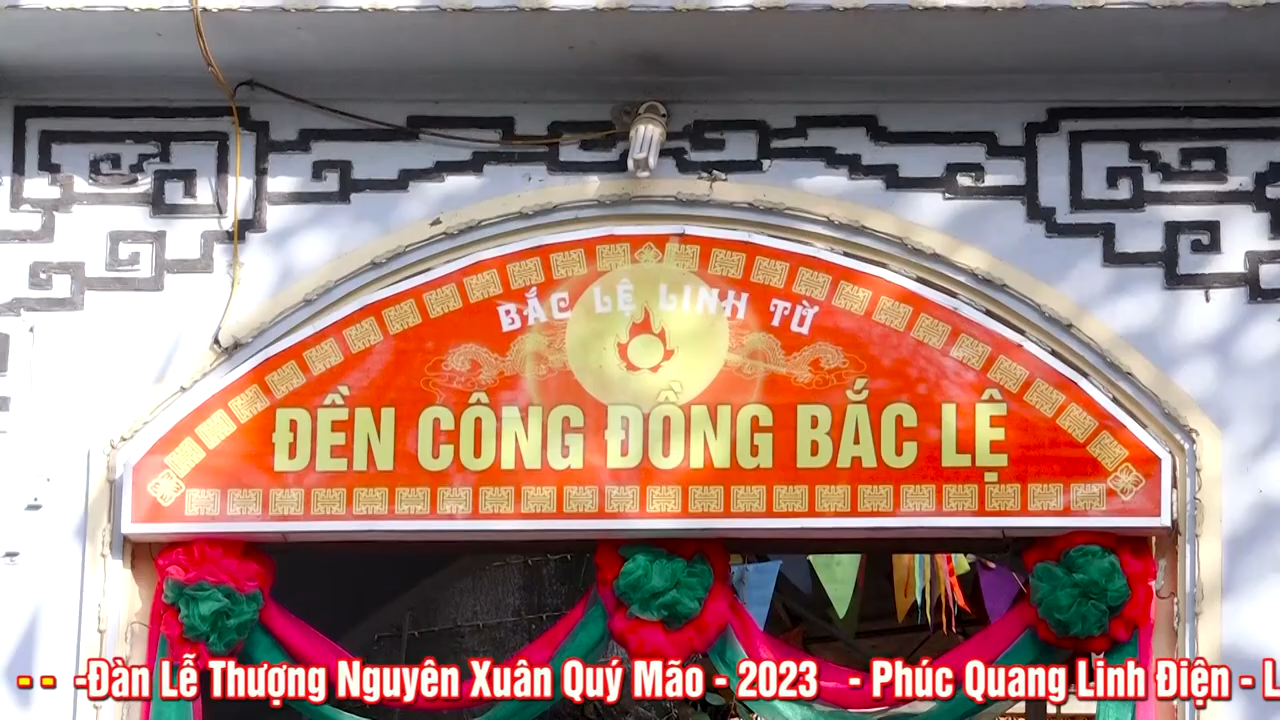 BẮC LỆ LINH TỪ
ĐỀN CÔNG ĐỒNG BẮC LỆ
- - -Đàn Lễ Thượng Nguyên Xuân Quý Mão - 2023 - Phúc Quang Linh Điện -